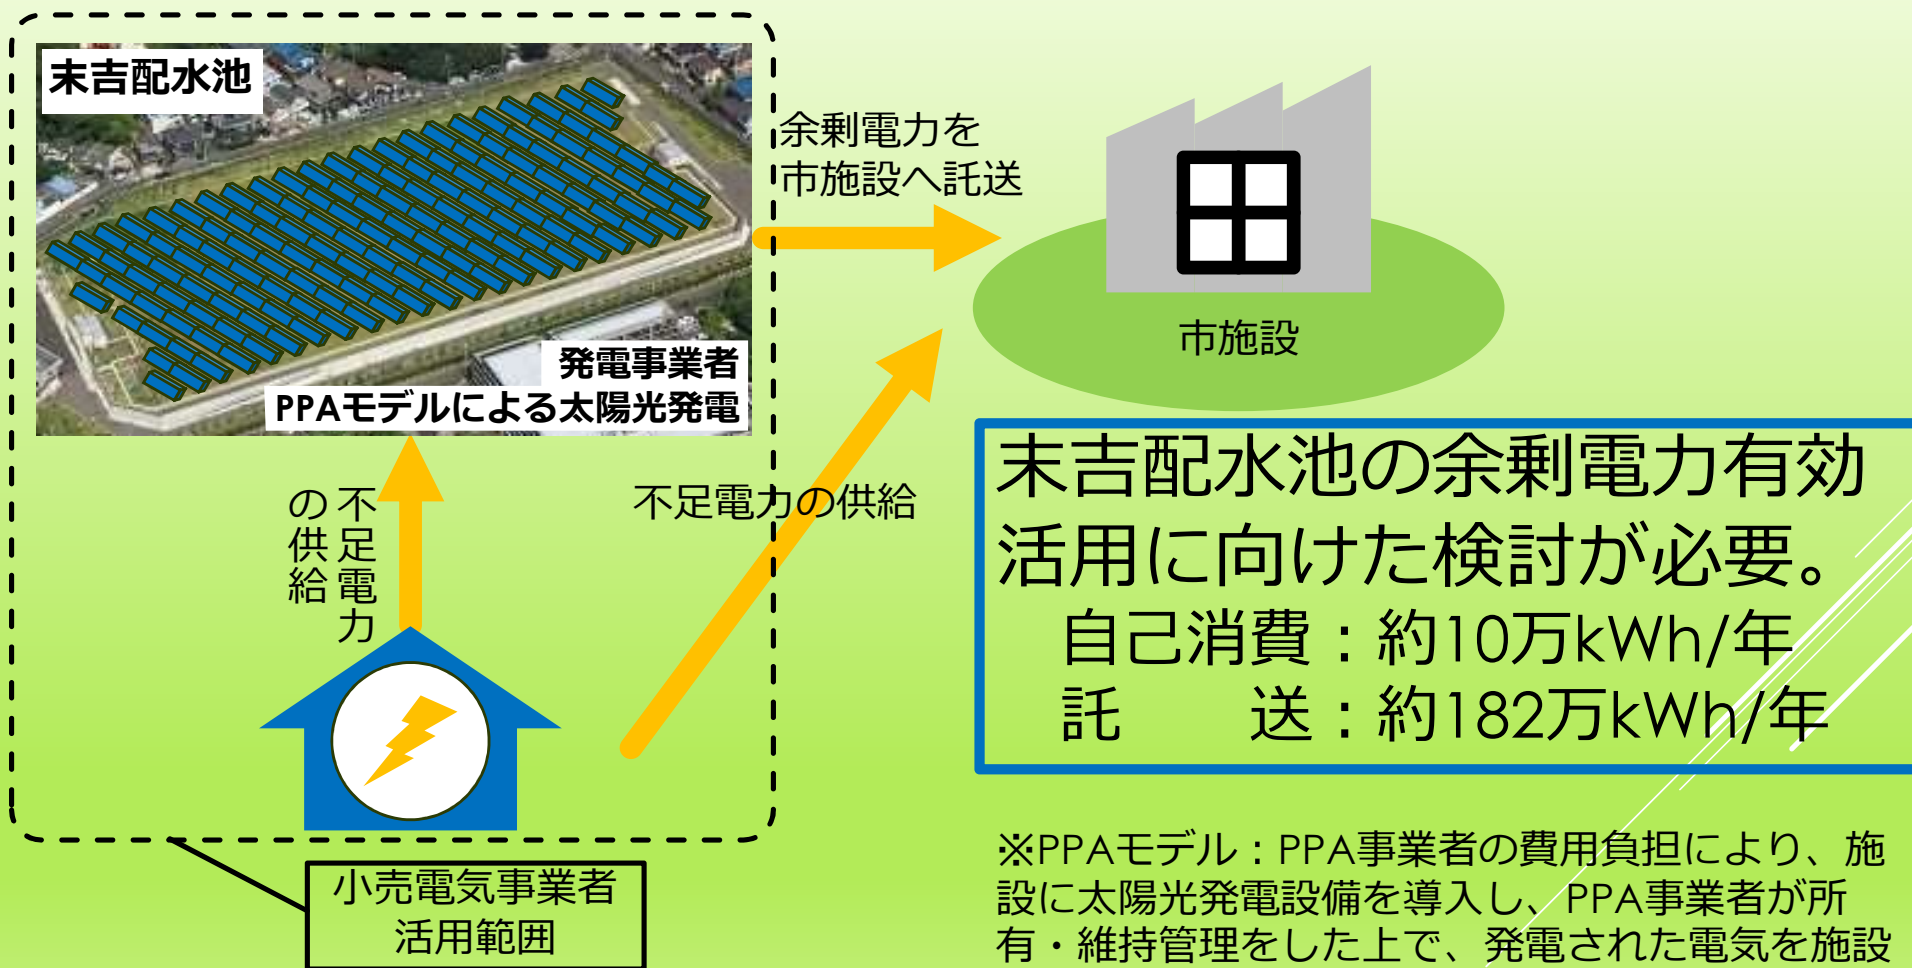 末吉配水池
発電事業者
PPAモデルによる太陽光発電
余剰電力を
市施設へ託送
市施設
不足電力
の供給
不足電力の供給
小売電気事業者
活用範囲
末吉配水池の余剰電力有効
活用に向けた検討が必要。
自己消費：約10万kWh/年
託　　送：約182万kWh/年
※PPAモデル：PPA事業者の費用負担により、施
設に太陽光発電設備を導入し、PPA事業者が所
有・維持管理をした上で、発電された電気を施設